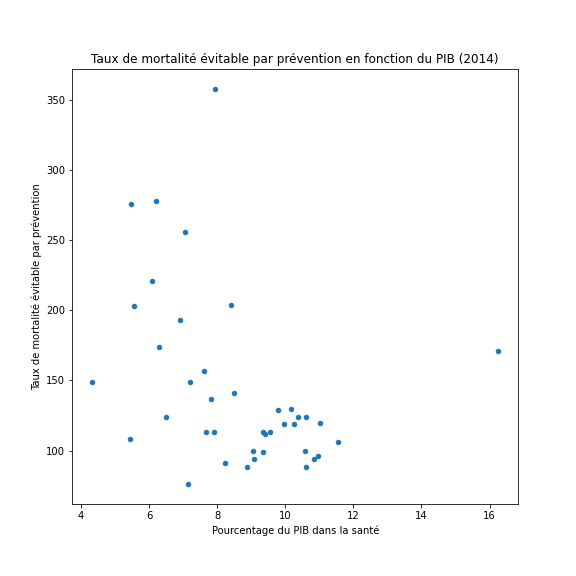 Taux de mortalité évitable par prévention en fonction du PIB (2014)
350
300
250
200
150
100
Taux de mortalité évitable par prévention
4 6 8 10 12 14 16
Pourcentage du PIB dans la santé